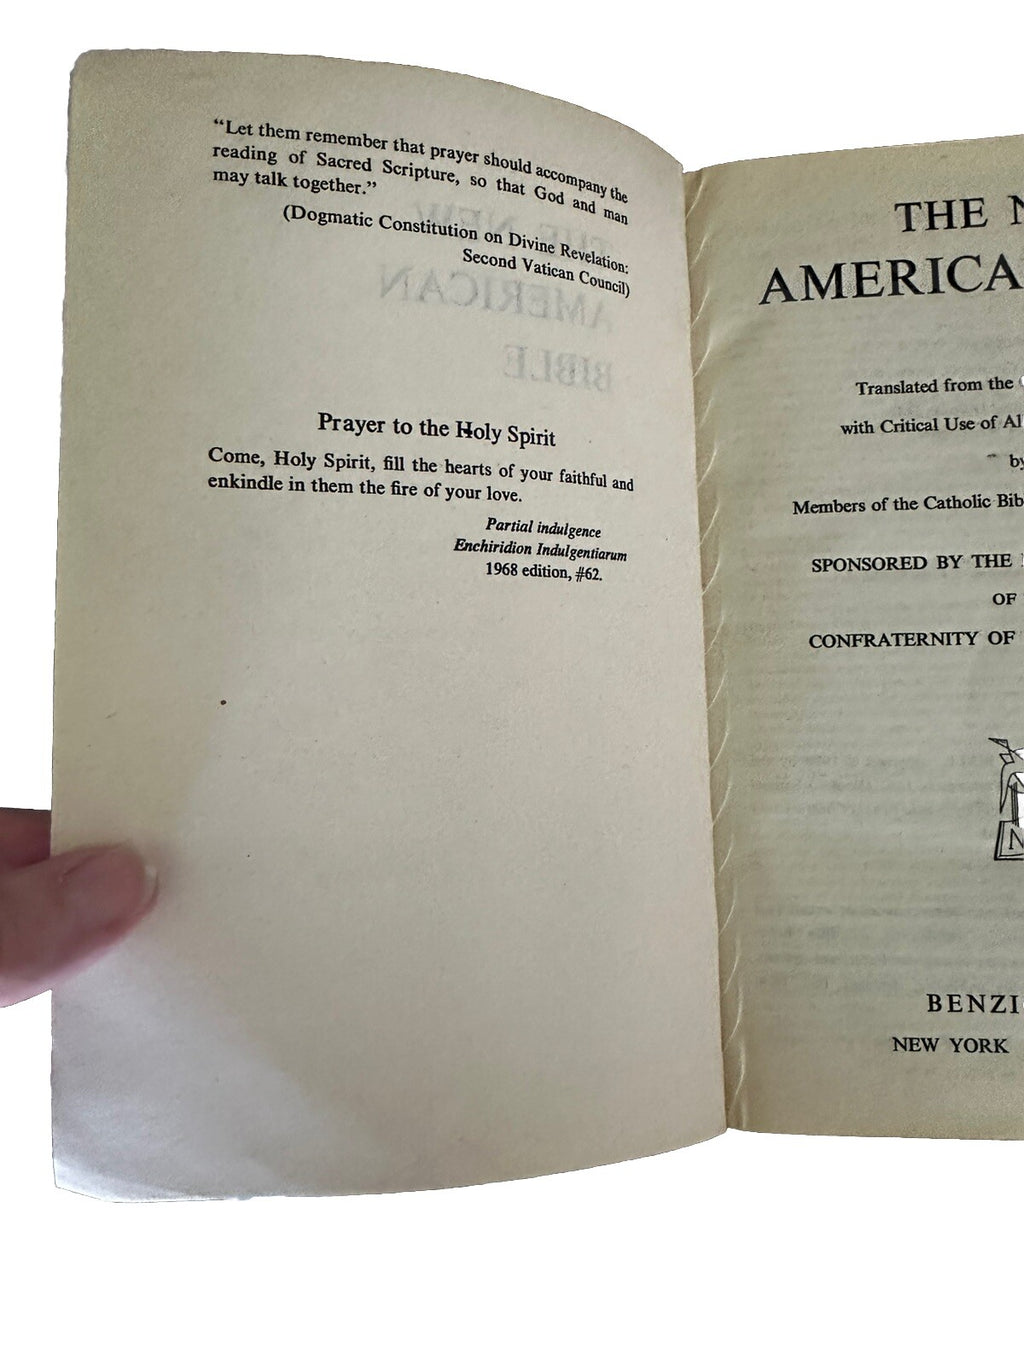 “Let them remember that prayer should accompany the
reading of Sacred Scripture, so that God and man
may talk together.”
(Dogmatic Constitution on Divine Revelation:
Second Vatican Council)
Prayer to the Holy Spirit
Come, Holy Spirit, fill the hearts of your faithful and
enkindle in them the fire of your love.
Partial indulgence
Enchiridion Indulgentiarum
1968 edition, #62.
THE N
AMERICA
Translated from the
with Critical Use of Al
by
Members of the Catholic Bib
SPONSORED BY THE
OF
CONFRATERNITY OF
N
BENZI
NEW YORK